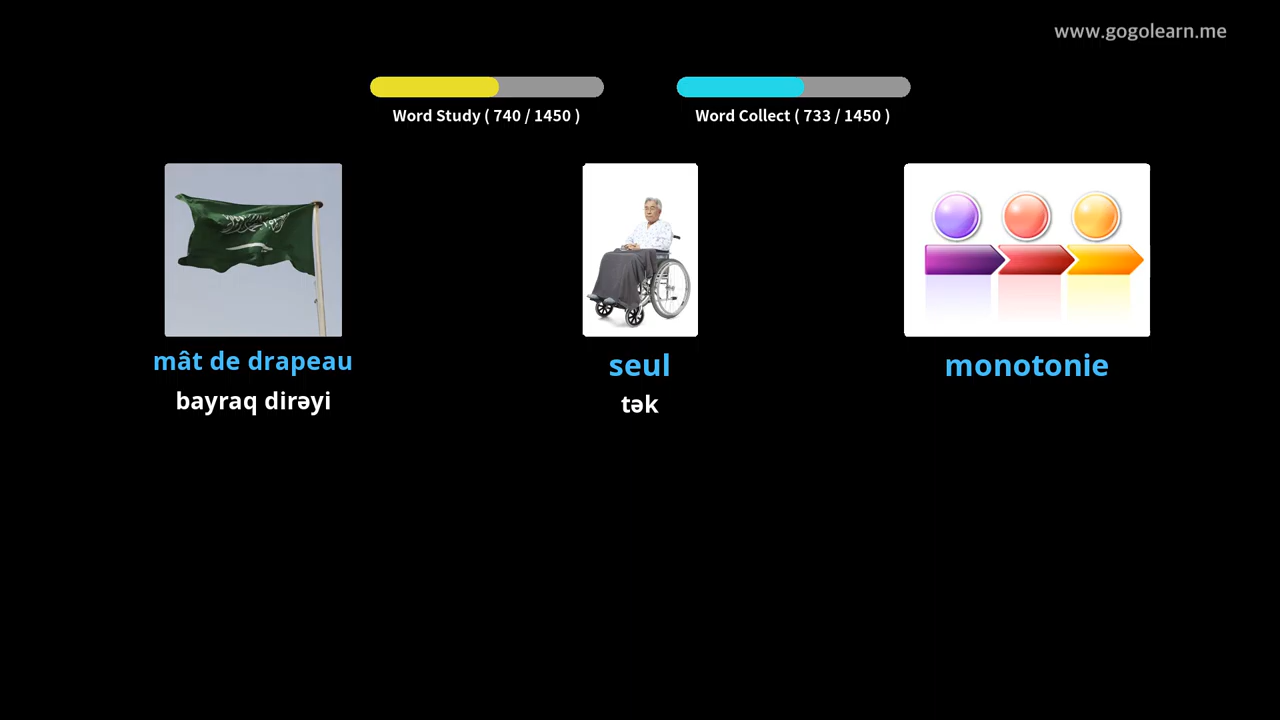 www.gogolearn.me
Word Study ( 740 / 1450 )
Word Collect ( 733 / 1450 )
mât de drapeau
bayraq dirəyi
seul
tək
monotonie